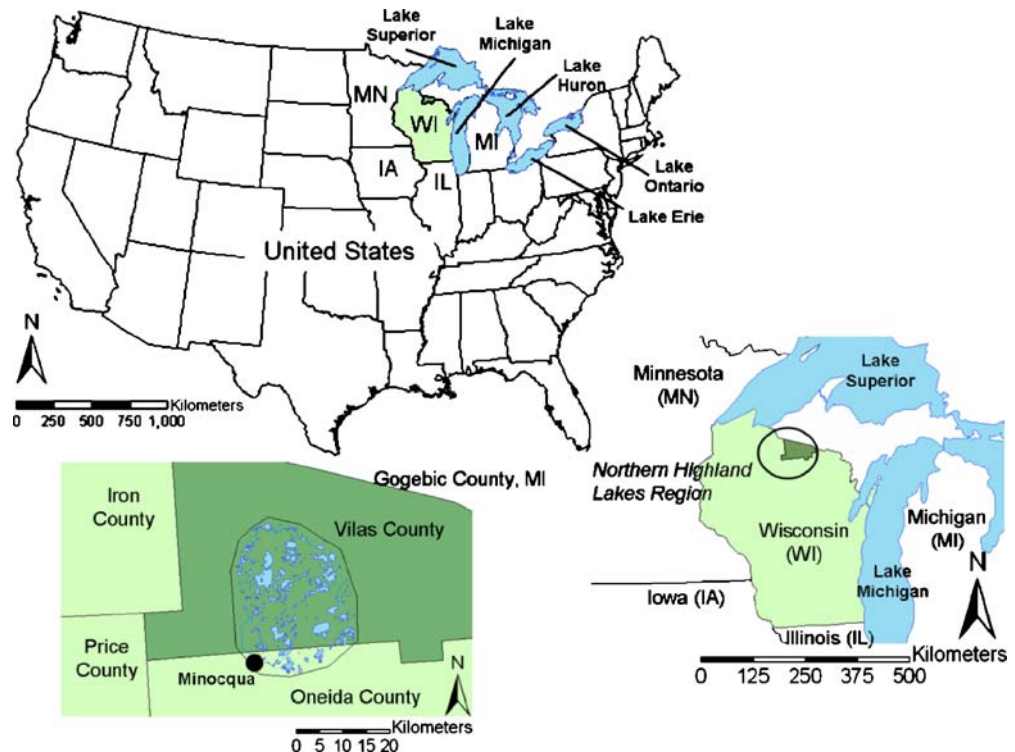 Lake
Superior
Lake
Michigan
Lake
Huron
MN
WI
MI
IA
IL
Lake
Ontario
Lake Erie
United States
N
Kilometers
0 250 500 750 1,000
Minnesota
(MN)
Lake
Superior
Northern Highland
Lakes Region
Wisconsin
(WI)
Michigan
(MI)
N
Lake
Michigan
Iowa (IA)
Illinois (IL)
Kilometers
0 125 250 375 500
Gogebic County, MI
Iron
County
Vilas County
Price
County
Minocqua
Oneida County
N
Kilometers
0 5 10 15 20